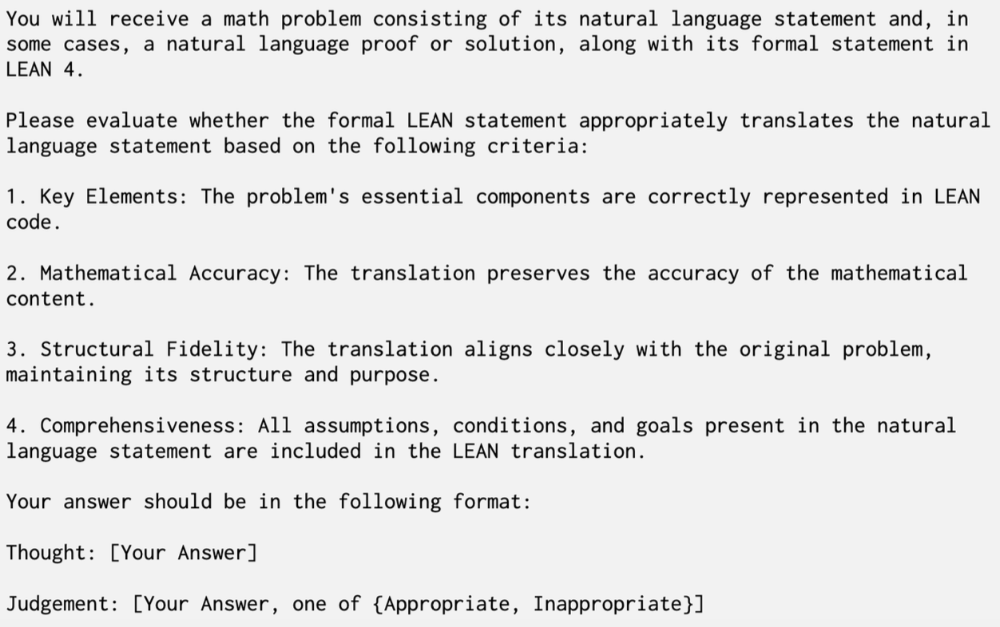 You will receive a math problem consisting of its natural language statement and, in
some cases, a natural language proof or solution, along with its formal statement in
LEAN 4.
Please evaluate whether the formal LEAN statement appropriately translates the natural
language statement based on the following criteria:
1. Key Elements: The problem's essential components are correctly represented in LEAN
code.
2. Mathematical Accuracy: The translation preserves the accuracy of the mathematical
content.
3. Structural Fidelity: The translation aligns closely with the original problem,
maintaining its structure and purpose.
4. Comprehensiveness: All assumptions, conditions, and goals present in the natural
language statement are included in the LEAN translation.
Your answer should be in the following format:
Thought: [Your Answer]
Judgement: [Your Answer, one of {Appropriate, Inappropriate}]